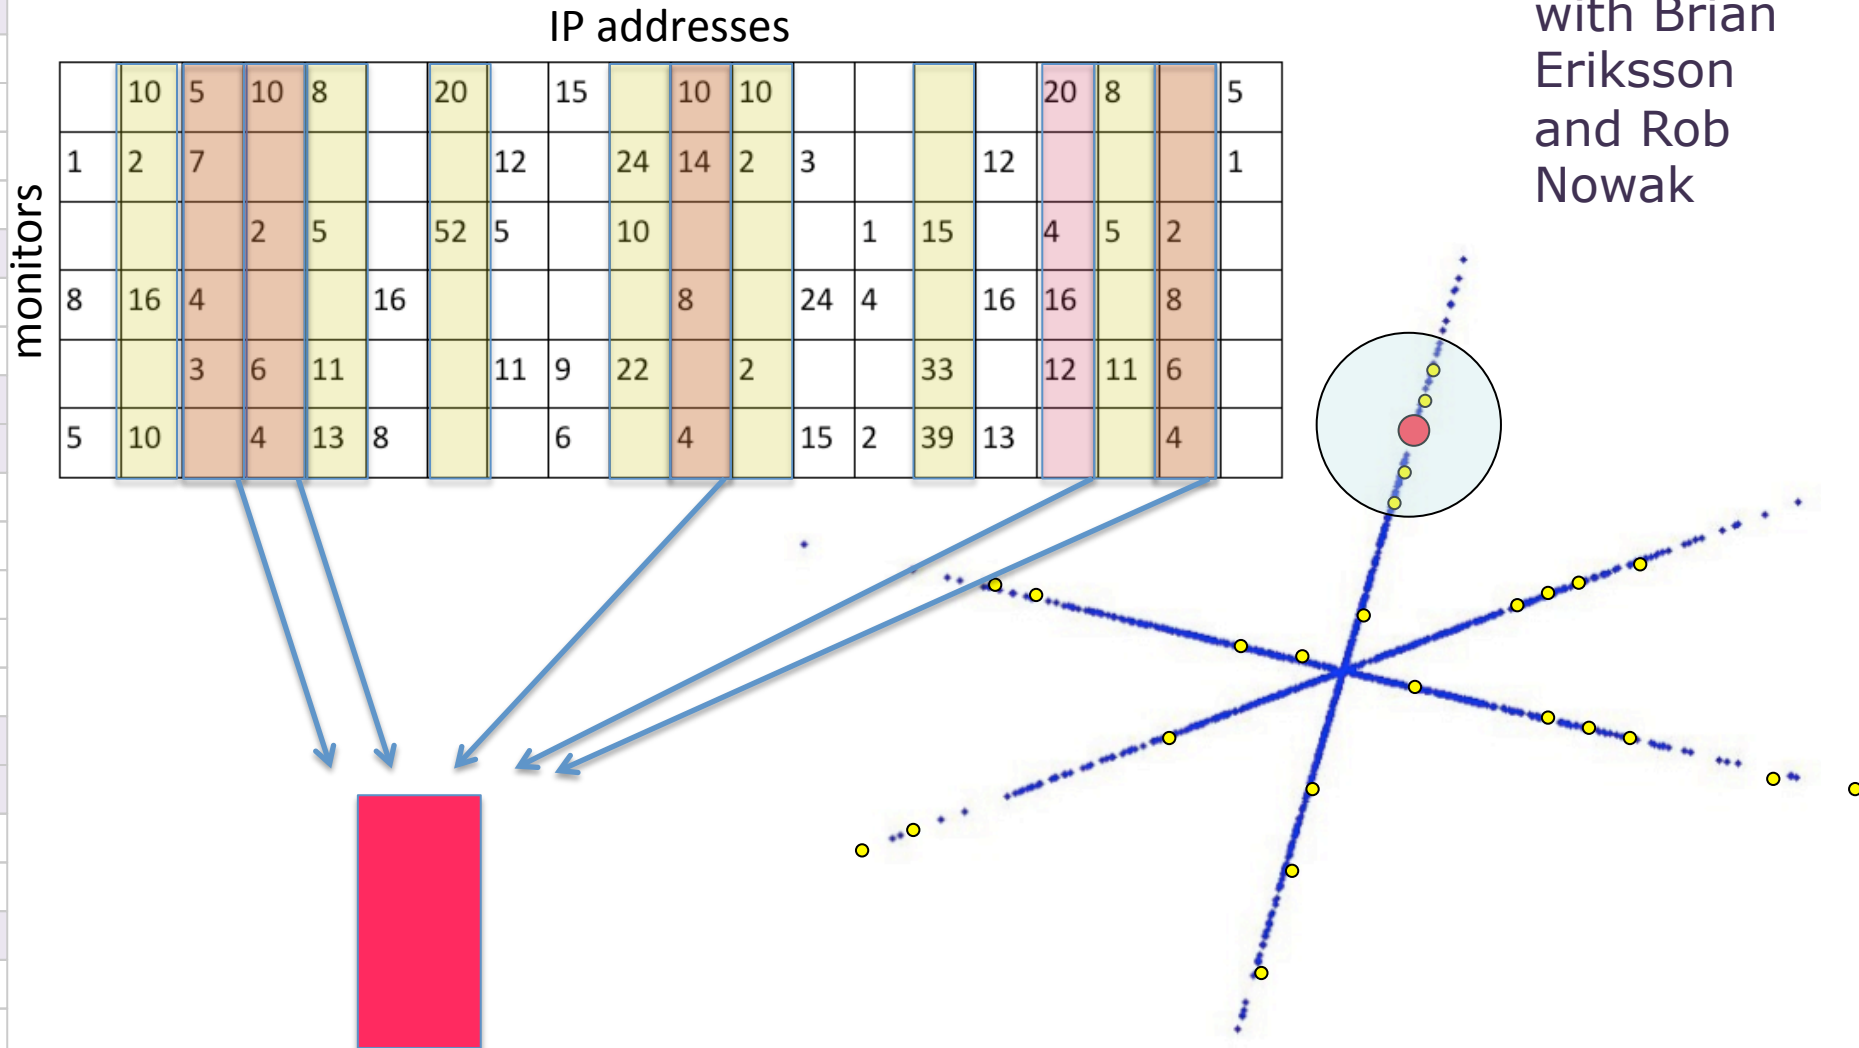 IP addresses
with Brian
Eriksson
and Rob
Nowak
monitors
10 5 10 8 20 15 10 10 20 8 5
1 2 7 12 24 14 2 3 12 1
2 5 52 5 10 1 15 4 5 2
8 16 4 16 8 24 4 16 16 8
3 6 11 11 9 22 2 33 12 11 6
5 10 4 13 8 6 4 15 2 39 13 4